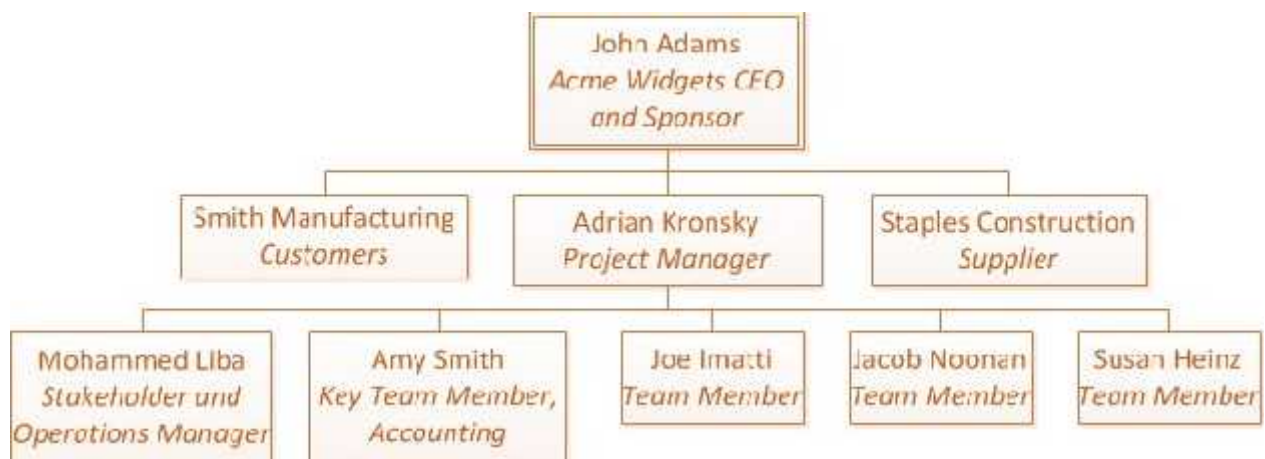 John Adams
Acme Widgets CEO
and Sponsor
Smith Manufacturing
Customers
Adrian Kronsky
Project Manager
Staples Construction
Supplier
Mohammed Liba
Stakeholder and
Operations Manager
Amy Smith
Key Team Member,
Accounting
Joe Imatti
Team Member
Jacob Noonan
Team Member
Susan Heinz
Team Member